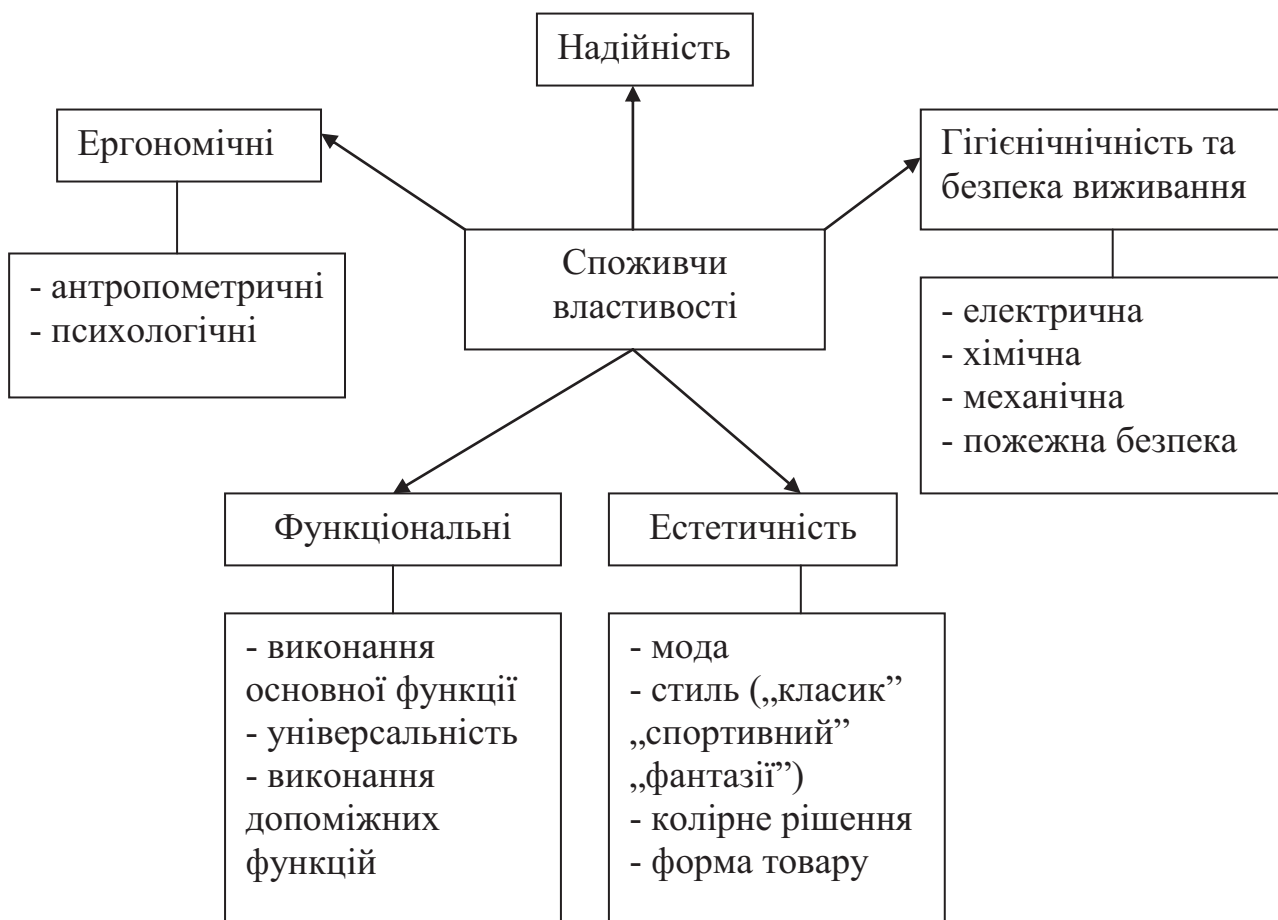 Надійність
Ергономічні
Гігієнічнічність та
безпека виживання
Споживчи
властивості
- антропометричні
- психологічні
- електрична
- хімічна
- механічна
- пожежна безпека
Функціональні
Естетичність
- виконання
основної функції
- універсальність
- виконання
допоміжних
функцій
- мода
- стиль („класик”
„спортивний”
„фантазії”)
- колірне рішення
- форма товару